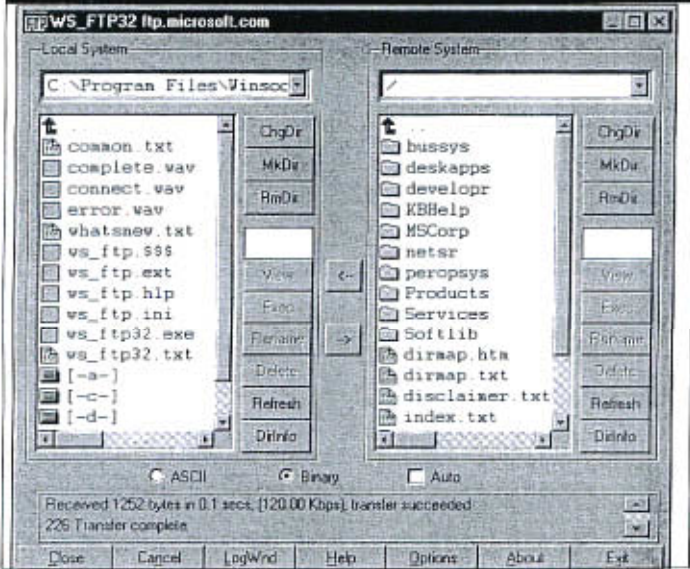 WS_FTP32 ftp.microsoft.com
Local System
C:\Program Files\Winsoc
..
common.txt
complete.wav
connect.wav
error.wav
whatsnew.txt
ws_ftp.$$$
ws_ftp.ext
ws_ftp.hlp
ws_ftp.ini
ws_ftp32.exe
ws_ftp32.txt
[-a-]
[-c-]
[-d-]
ChgDir
MkDir
RmDir
View
Exec
Rename
Delete
Refresh
DirInfo
<--
-->
Remote System
/
..
bussys
deskapps
developr
KBHelp
MSCorp
netsr
peropsys
Products
Services
Softlib
dirmap.htm
dirmap.txt
disclaimer.txt
index.txt
ChgDir
MkDir
RmDir
View
Exec
Rename
Delete
Refresh
DirInfo
ASCII
Binary
Auto
Received 1252 bytes in 0.1 secs, (120.00 Kbps), transfer succeeded
226 Transfer complete.
Close
Cancel
LogWnd
Help
Options
About
Exit